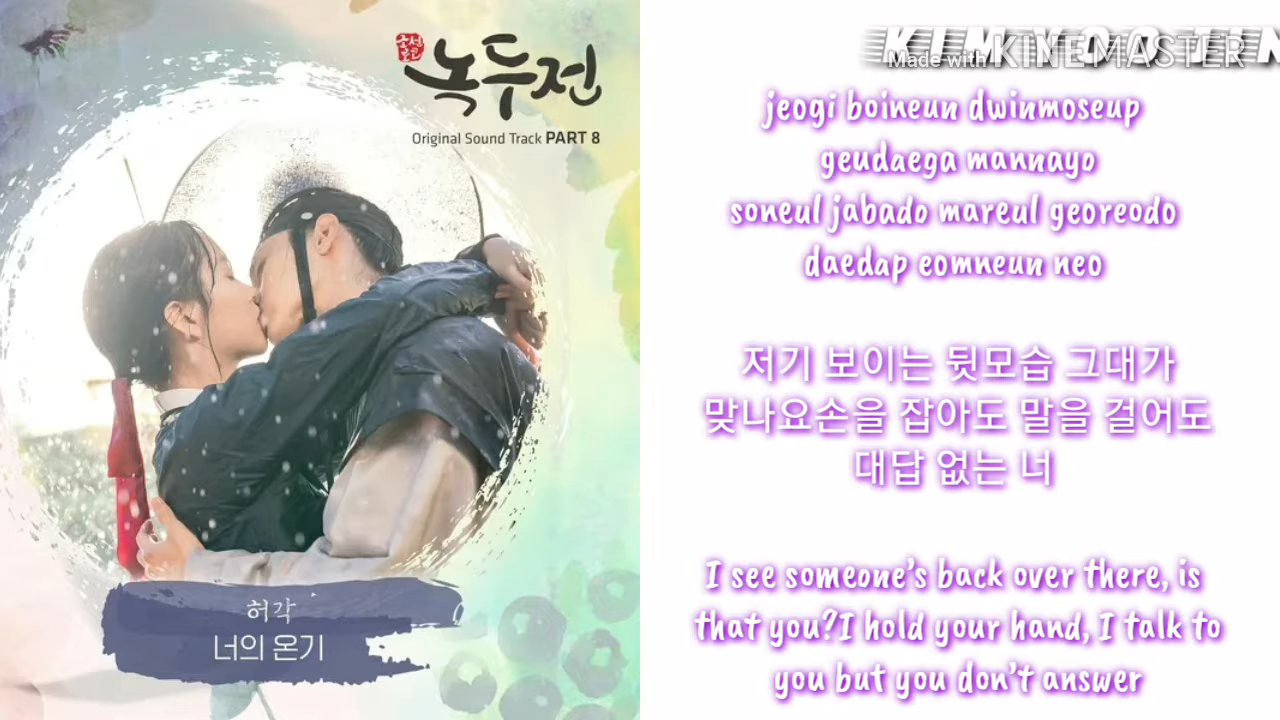 조선
로코
녹두전
Original Sound Track PART 8
허각
너의 온기
Made with KINEMASTER
jeogi boineun dwinmoseup
geudaega mannayo
soneul jabado mareul georeodo
daedap eomneun neo
저기 보이는 뒷모습 그대가
맞나요손을 잡아도 말을 걸어도
대답 없는 너
I see someone's back over there, is
that you?I hold your hand, I talk to
you but you don't answer